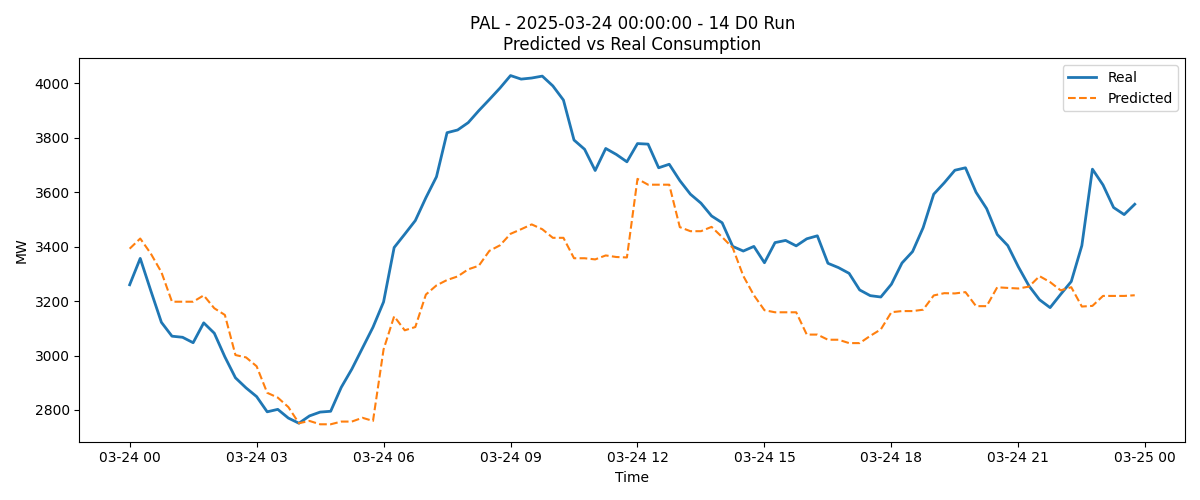 PAL - 2025-03-24 00:00:00 - 14 D0 Run
Predicted vs Real Consumption
Real
Predicted
MW
4000
3800
3600
3400
3200
3000
2800
03-24 00
03-24 03
03-24 06
03-24 09
03-24 12
03-24 15
03-24 18
03-24 21
03-25 00
Time